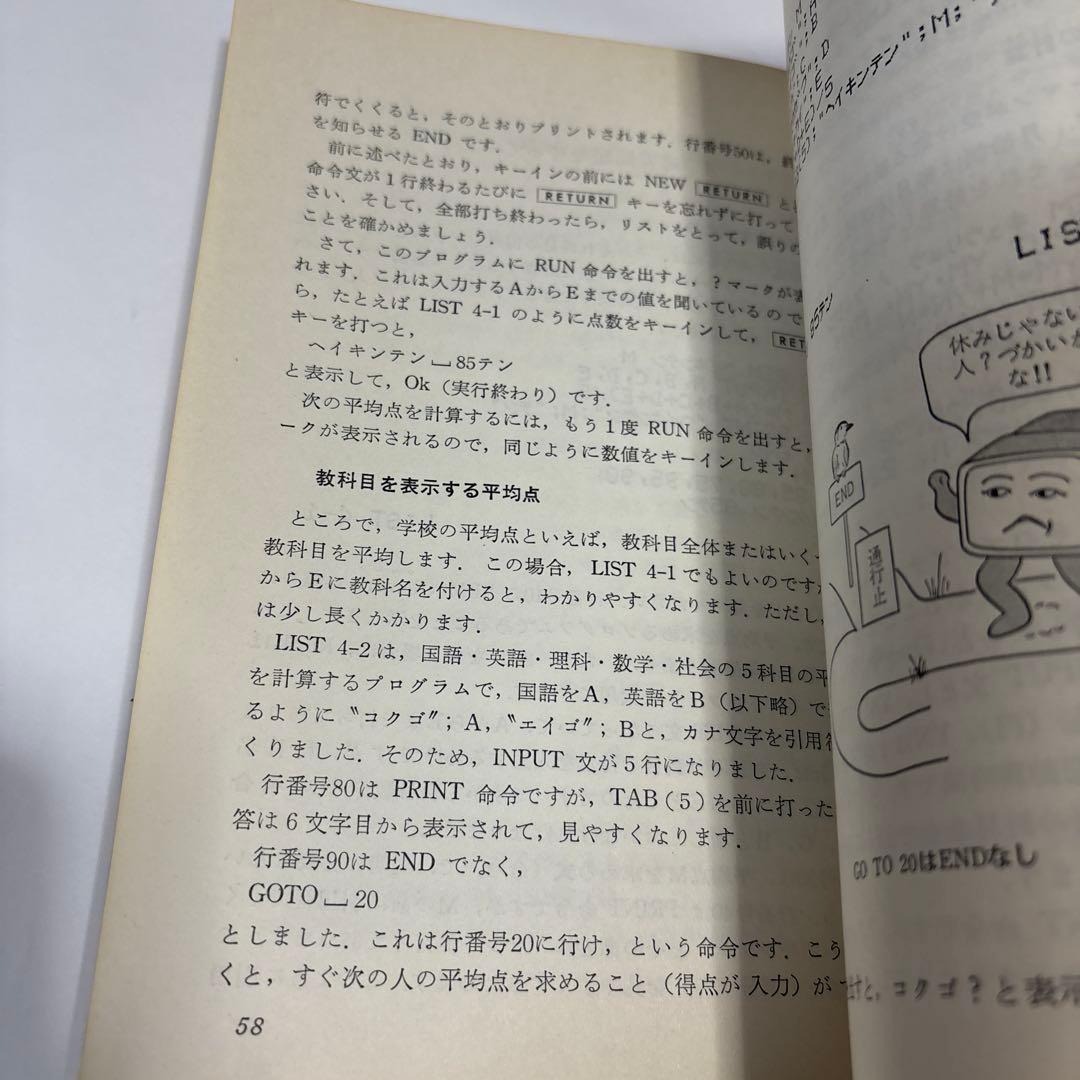 符でくくると，そのとおりプリントされます．行番号50は，
を知らせる END です．
前に述べたとおり，キーインの前には NEW RETURN と
命令文が1行終わるたびに RETURN キーを忘れずに打って
さい．そして，全部打ち終わったら，リストをとって，誤りの
ことを確かめましょう．
さて，このプログラムに RUN 命令を出すと，？マークが
れます．これは入力するAからEまでの値を聞いているので
ら，たとえば LIST 4-1 のように点数をキーインして，RET
キーを打つと，
ヘイキンテン⎵85テン
と表示して，Ok（実行終わり）です．
次の平均点を計算するには，もう1度 RUN 命令を出すと，
ークが表示されるので，同じように数値をキーインします．
教科目を表示する平均点
ところで，学校の平均点といえば，教科目全体またはいく
教科目を平均します．この場合，LIST 4-1でもよいのです
からEに教科名を付けると，わかりやすくなります．ただし，
は少し長くかかります．
LIST 4-2は，国語・英語・理科・数学・社会の5科目の平
を計算するプログラムで，国語をA，英語をB（以下略）で
るように〝コクゴ〞；A，〝エイゴ〞；Bと，カナ文字を引用
くりました．そのため，INPUT 文が5行になりました．
行番号80は PRINT 命令ですが，TAB（5）を前に打った
答は6文字目から表示されて，見やすくなります．
行番号90は END でなく，
GOTO⎵20
としました．これは行番号20に行け，という命令です．こう
くと，すぐ次の人の平均点を求めること（得点が入力）が
58
ヘイキンテン";M;"
LIS
85テン
休みじゃない
人？づかいが
な!!
END
通行止
GO TO 20はENDなし
コクゴ？と表示